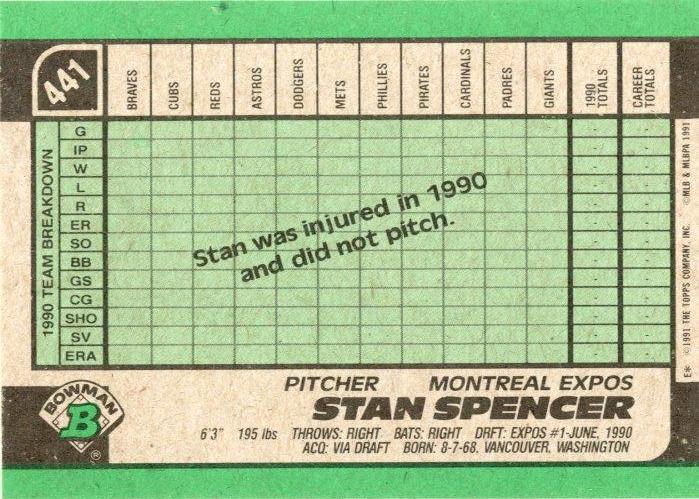 441
BRAVES
CUBS
REDS
ASTROS
DODGERS
METS
PHILLIES
PIRATES
CARDINALS
PADRES
GIANTS
1990
TOTALS
CAREER
TOTALS
1990 TEAM BREAKDOWN
G - -
IP - -
W - -
L - -
R - -
ER - -
SO - -
BB - -
GS - -
CG - -
SHO - -
SV - -
ERA - -
Stan was injured in 1990
and did not pitch.
E* ©1991 THE TOPPS COMPANY, INC. ©MLB & MLBPA 1991
BOWMAN
B
®
PITCHER MONTREAL EXPOS
STAN SPENCER
6'3" 195 lbs THROWS: RIGHT BATS: RIGHT DRFT: EXPOS #1-JUNE, 1990
ACQ: VIA DRAFT BORN: 8-7-68, VANCOUVER, WASHINGTON